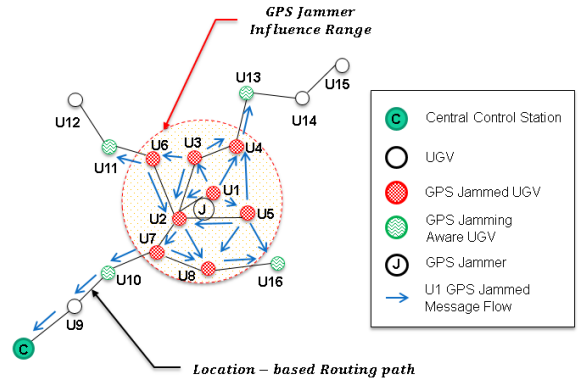 GPS Jammer
Influence Range
U15
U13
U14
U12
U11
U6
U3
U4
U1
J
U2
U5
U7
U8
U16
U10
U9
C
Location − based Routing path
C Central Control Station
UGV
GPS Jammed UGV
GPS Jamming
Aware UGV
J GPS Jammer
U1 GPS Jammed
Message Flow